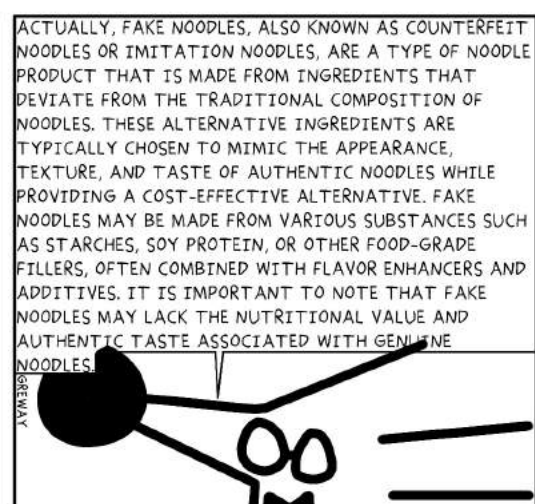 ACTUALLY, FAKE NOODLES, ALSO KNOWN AS COUNTERFEIT
NOODLES OR IMITATION NOODLES, ARE A TYPE OF NOODLE
PRODUCT THAT IS MADE FROM INGREDIENTS THAT
DEVIATE FROM THE TRADITIONAL COMPOSITION OF
NOODLES. THESE ALTERNATIVE INGREDIENTS ARE
TYPICALLY CHOSEN TO MIMIC THE APPEARANCE,
TEXTURE, AND TASTE OF AUTHENTIC NOODLES WHILE
PROVIDING A COST-EFFECTIVE ALTERNATIVE. FAKE
NOODLES MAY BE MADE FROM VARIOUS SUBSTANCES SUCH
AS STARCHES, SOY PROTEIN, OR OTHER FOOD-GRADE
FILLERS, OFTEN COMBINED WITH FLAVOR ENHANCERS AND
ADDITIVES. IT IS IMPORTANT TO NOTE THAT FAKE
NOODLES MAY LACK THE NUTRITIONAL VALUE AND
AUTHENTIC TASTE ASSOCIATED WITH GENUINE
NOODLES.
GREWAY